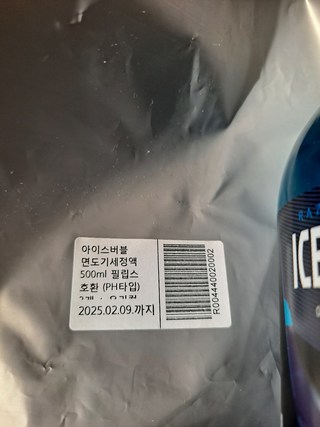 아이스버블
면도기세정액
500ml 필립스
호환 (PH타입)
2025.02.09.까지
R004440020002
ICE